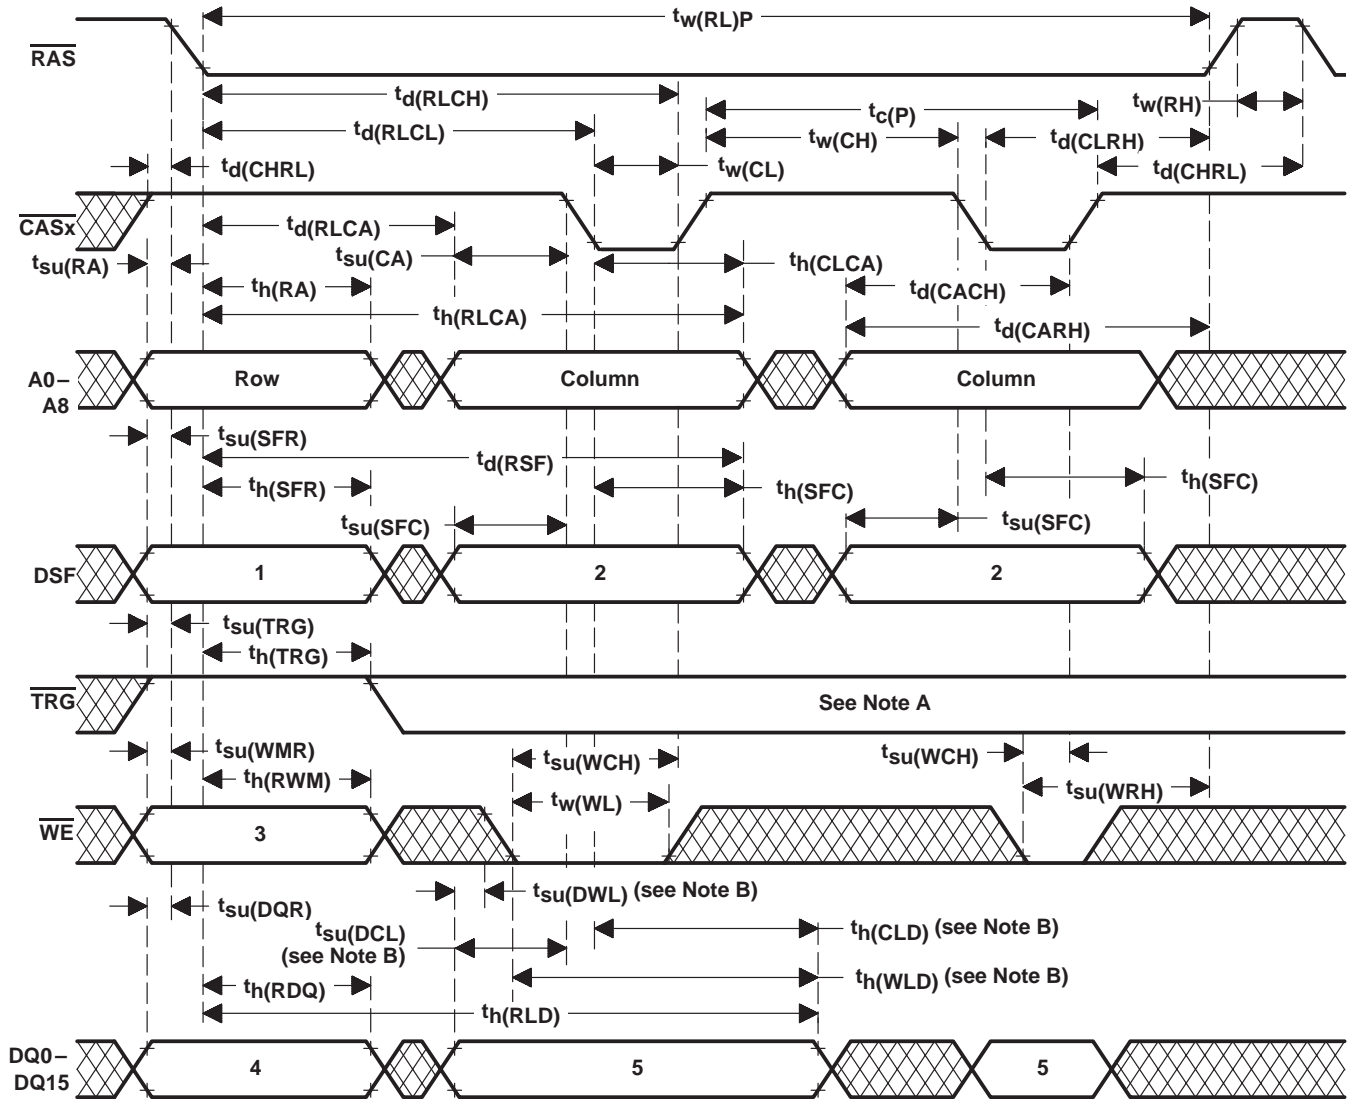 tw(RL)P
RAS
td(RLCH)
tw(RH)
tc(P)
td(RLCL)
tw(CH)
td(CLRH)
td(CHRL)
tw(CL)
td(CHRL)
CASx
td(RLCA)
tsu(CA)
tsu(RA)
th(CLCA)
th(RA)
td(CACH)
th(RLCA)
td(CARH)
A0–
A8
Row
Column
Column
tsu(SFR)
td(RSF)
th(SFR)
th(SFC)
th(SFC)
tsu(SFC)
tsu(SFC)
DSF
1
2
2
tsu(TRG)
th(TRG)
TRG
See Note A
tsu(WMR)
tsu(WCH)
tsu(WCH)
th(RWM)
tw(WL)
tsu(WRH)
WE
3
tsu(DWL) (see Note B)
tsu(DQR)
tsu(DCL)
(see Note B)
th(CLD) (see Note B)
th(WLD) (see Note B)
th(RDQ)
th(RLD)
DQ0–
DQ15
4
5
5